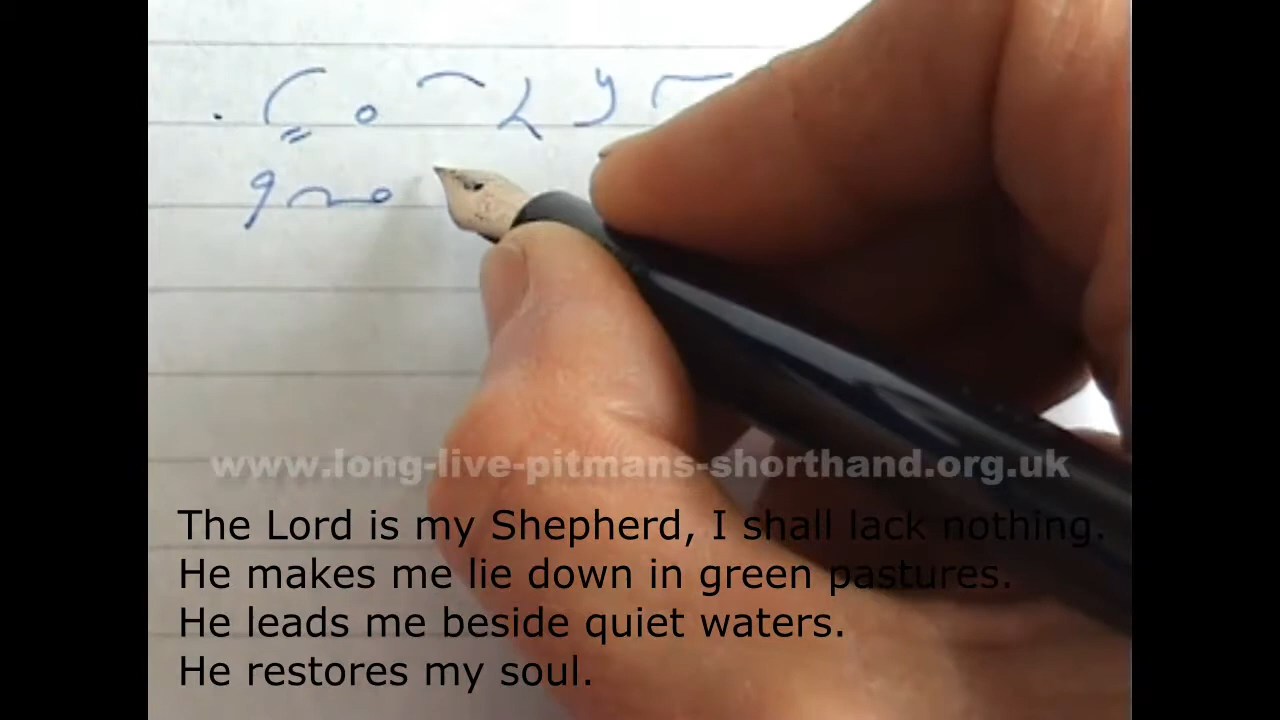 www.long-live-pitmans-shorthand.org.uk
The Lord is my Shepherd, I shall lack nothing.
He makes me lie down in green pastures.
He leads me beside quiet waters.
He restores my soul.